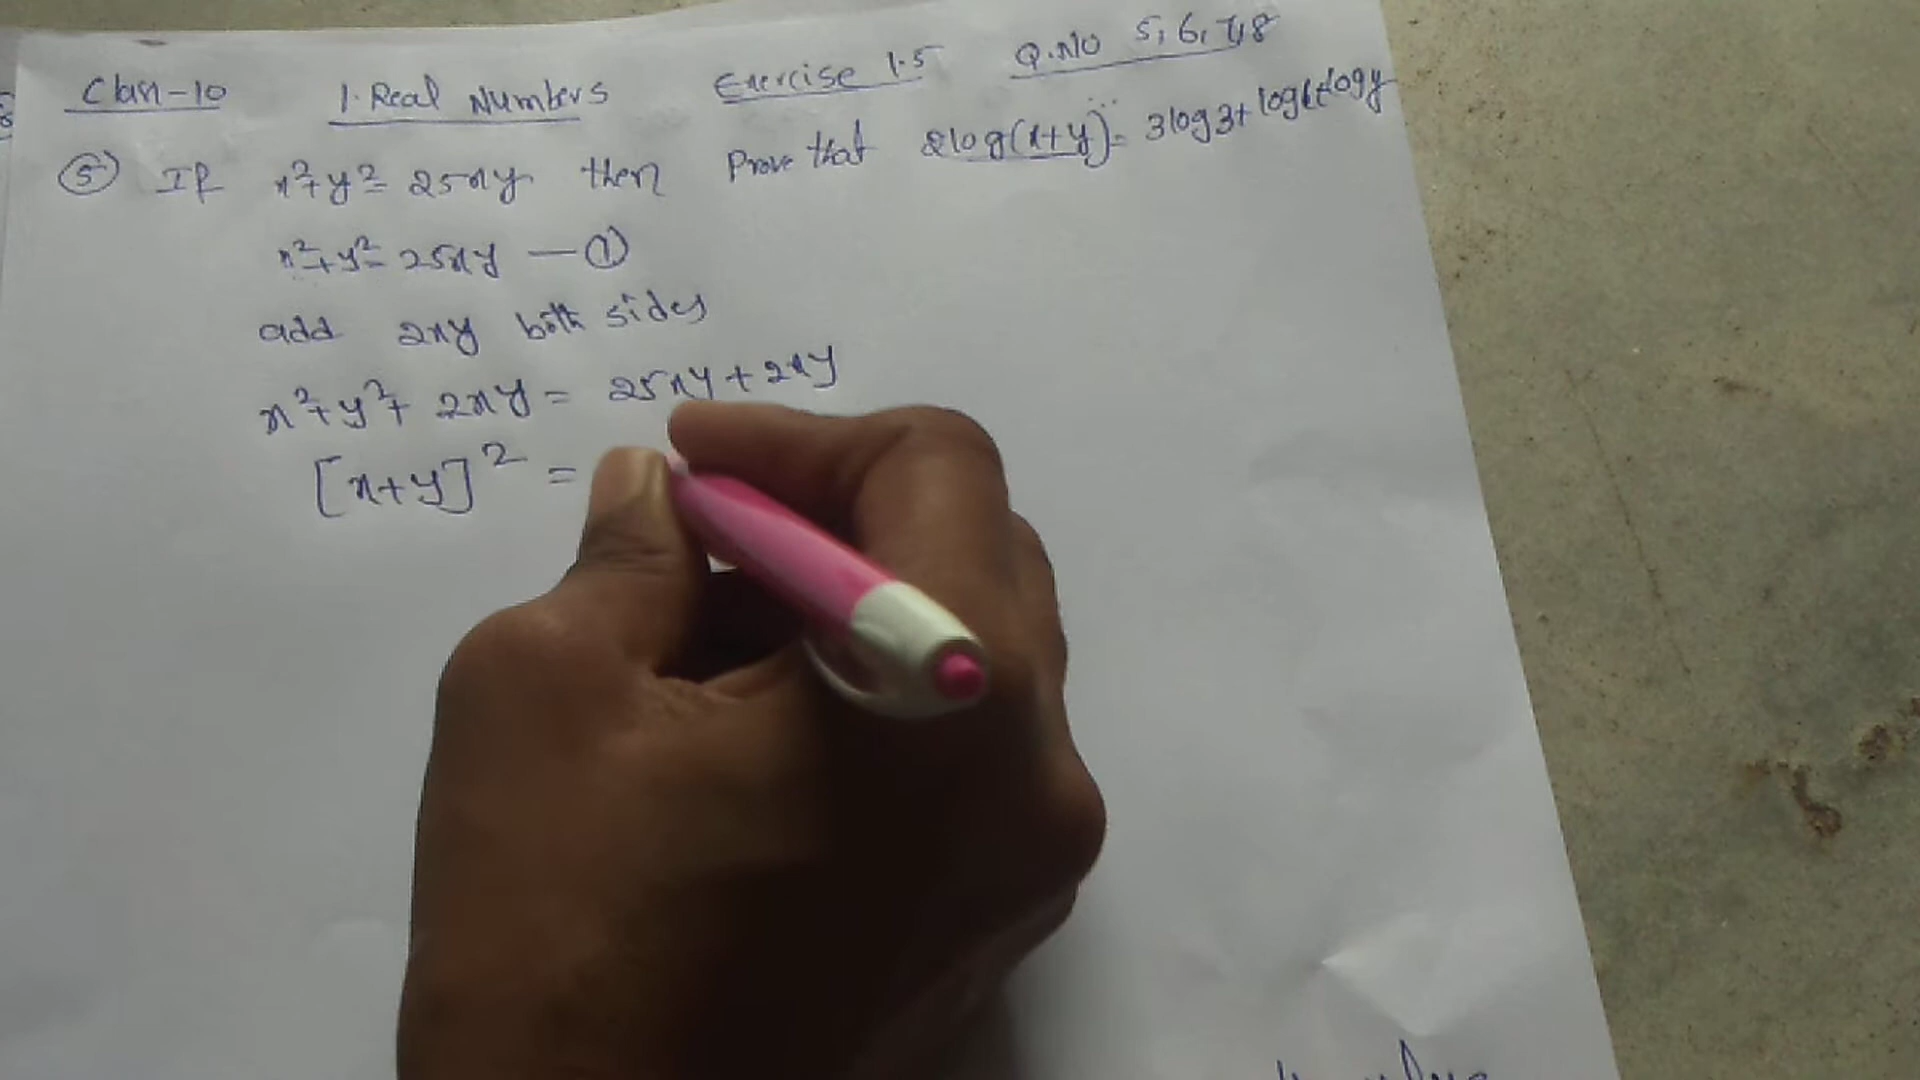 Class-10 1. Real Numbers Exercise 1.5 Q.No 5, 6, 7, 8
⑤ If x²+y²= 25xy then Prove that 2log(x+y)= 3log3+logx+logy
x²+y²= 25xy — ①
add 2xy both sides
x²+y²+ 2xy = 25xy+2xy
[x+y]² =